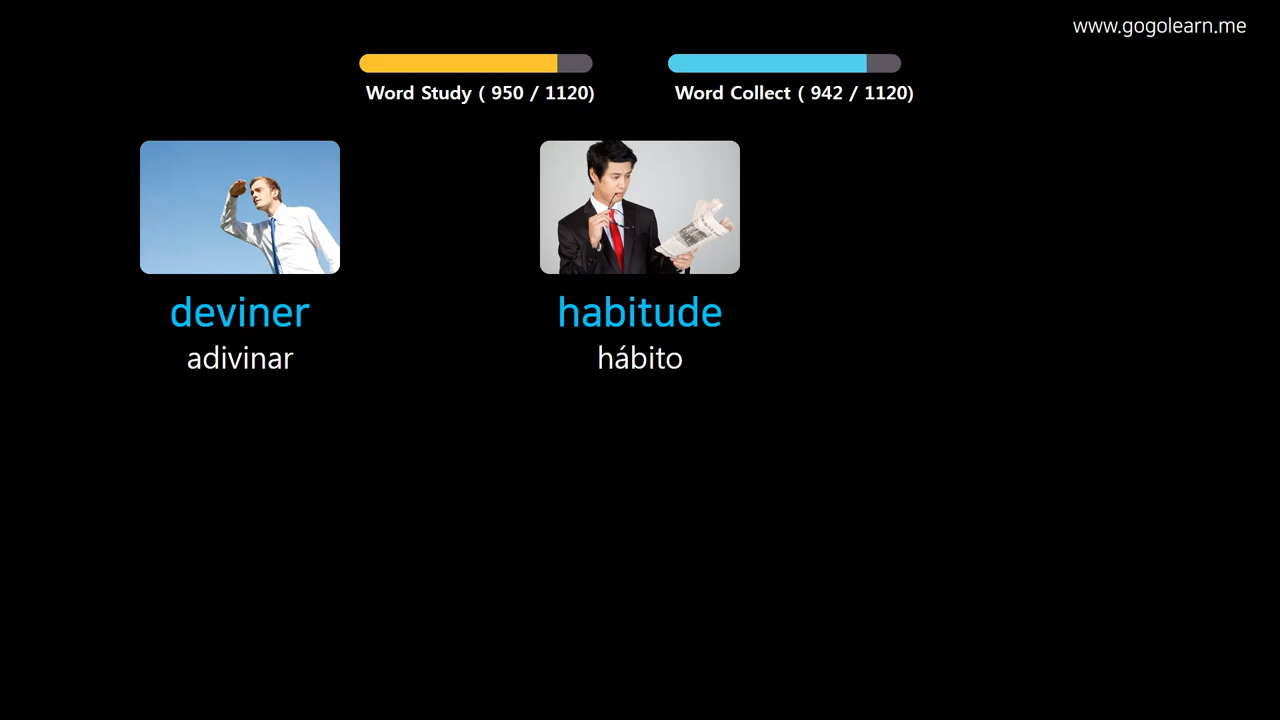 www.gogolearn.me
Word Study ( 950 / 1120)
Word Collect ( 942 / 1120)
deviner
adivinar
habitude
hábito